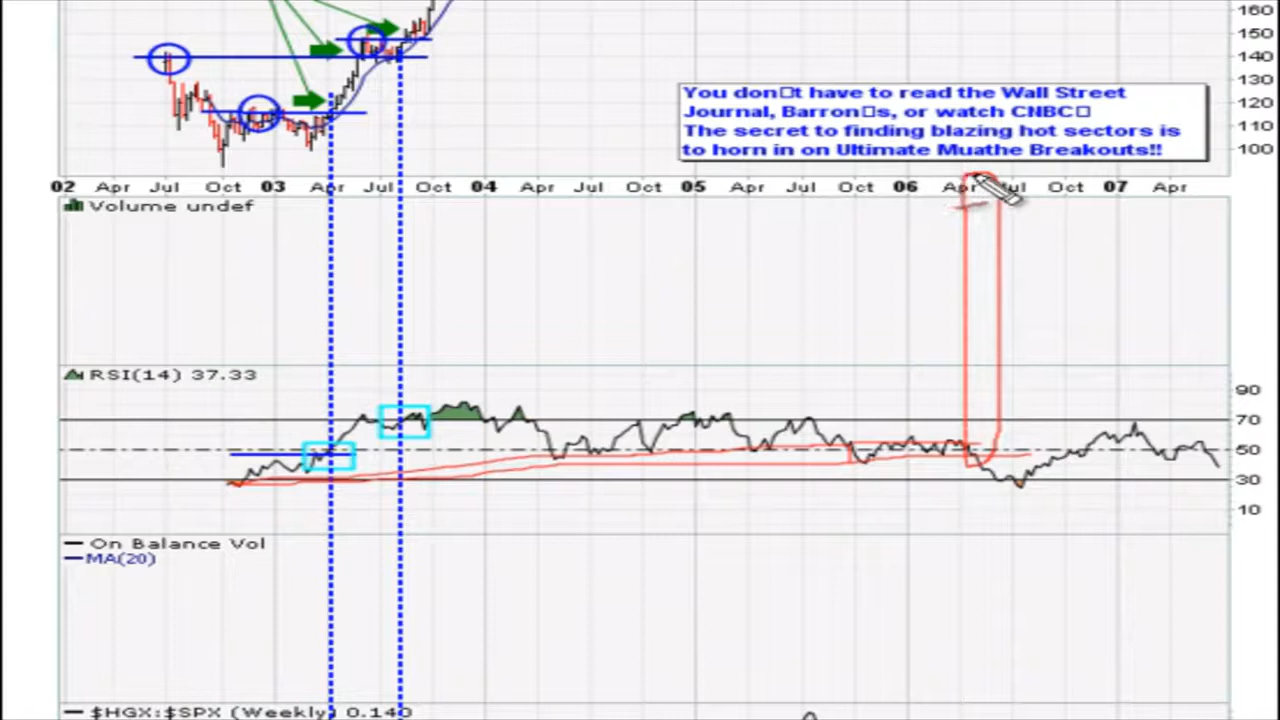 160
150
140
130
120
110
100
You don□t have to read the Wall Street
Journal, Barron□s, or watch CNBC□
The secret to finding blazing hot sectors is
to horn in on Ultimate Muathe Breakouts!!
02 Apr Jul Oct 03 Apr Jul Oct 04 Apr Jul Oct 05 Apr Jul Oct 06 Apr Jul Oct 07 Apr
Volume undef
RSI(14) 37.33
90
70
50
30
10
On Balance Vol
MA(20)
$HGX:$SPX (Weekly) 0.140